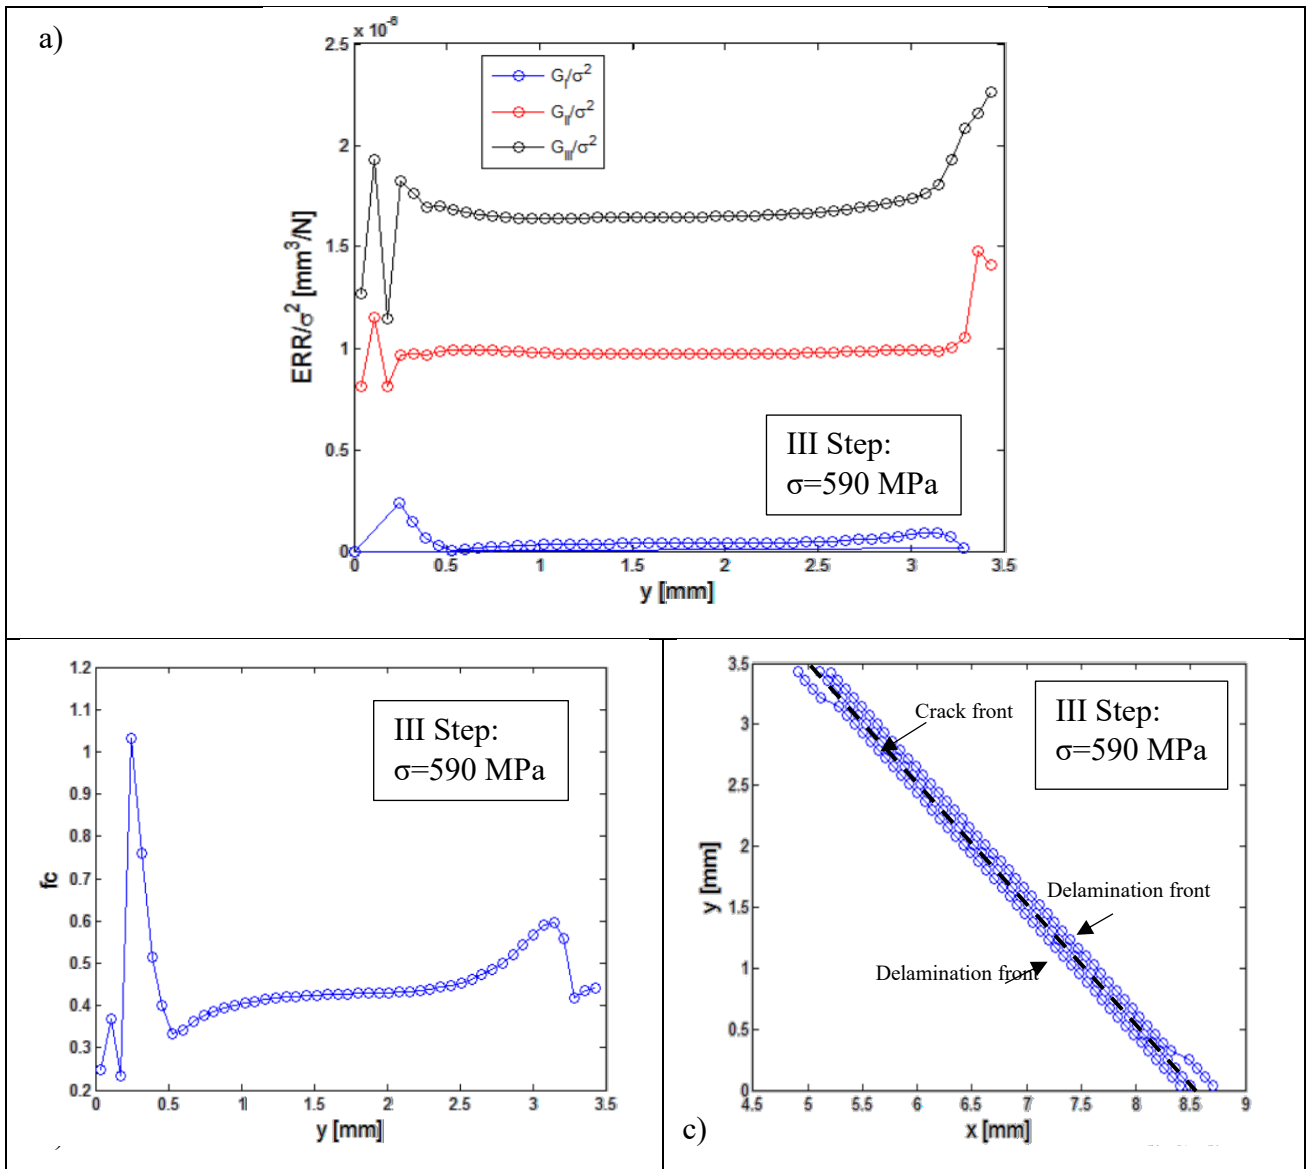 a)
x 10⁻⁶
2.5
2
1.5
1
0.5
0
G_I/σ²
G_II/σ²
G_III/σ²
ERR/σ² [mm³/N]
III Step:
σ=590 MPa
0.5 1 1.5 2 2.5 3 3.5
y [mm]
1.2
1.1
1
0.9
0.8
0.7
0.6
0.5
0.4
0.3
0.2
fc
III Step:
σ=590 MPa
0 0.5 1 1.5 2 2.5 3 3.5
y [mm]
c)
3.5
3
2.5
2
1.5
1
0.5
0
y [mm]
Crack front
III Step:
σ=590 MPa
Delamination front
Delamination front
4.5 5 5.5 6 6.5 7 7.5 8 8.5 9
x [mm]